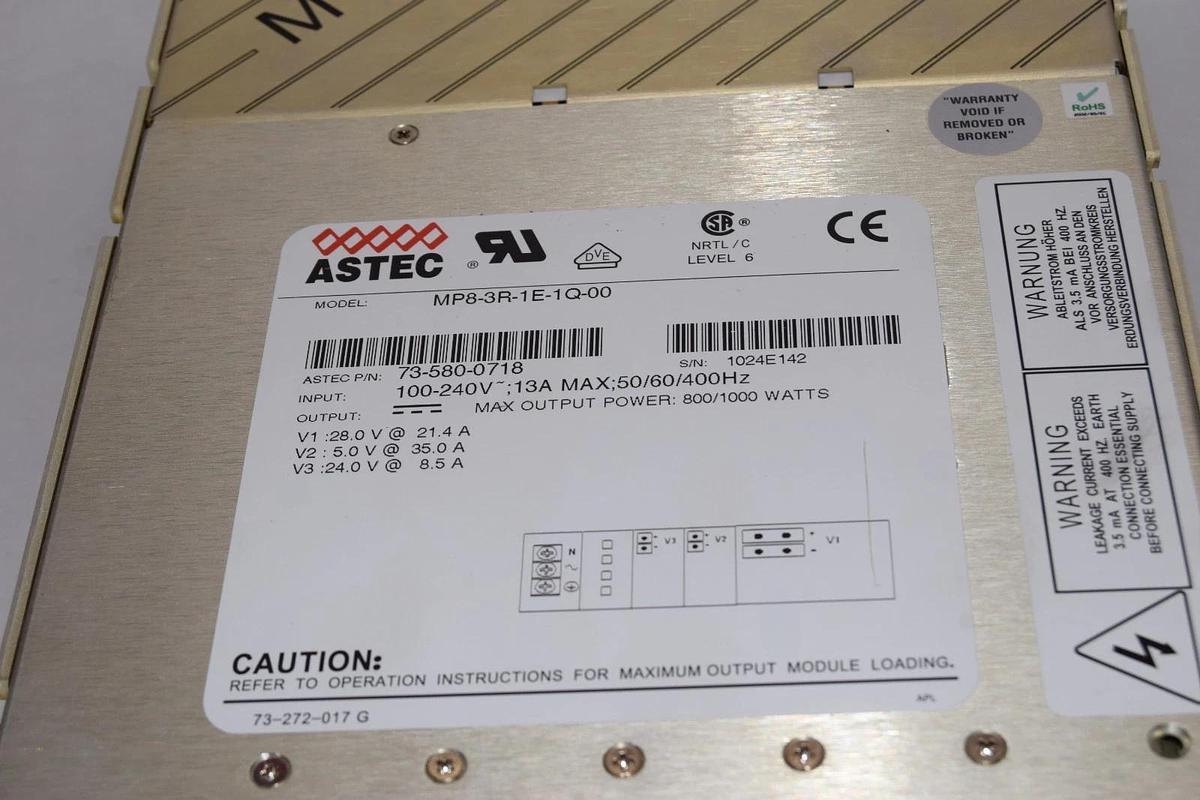 M
"WARRANTY
VOID IF
REMOVED OR
BROKEN"
RoHS
ASTEC
® RU
DVE
SA ®
NRTL/C
LEVEL 6
CE
MODEL: MP8-3R-1E-1Q-00
ASTEC P/N: 73-580-0718
S/N: 1024E142
INPUT: 100-240V~;13A MAX;50/60/400Hz
OUTPUT: MAX OUTPUT POWER: 800/1000 WATTS
V1 :28.0 V @ 21.4 A
V2 : 5.0 V @ 35.0 A
V3 :24.0 V @ 8.5 A
N
+ V3 -
+ V2 -
+ V1 -
CAUTION:
REFER TO OPERATION INSTRUCTIONS FOR MAXIMUM OUTPUT MODULE LOADING.
73-272-017 G
APL
WARNUNG
ABLEITSTROM HÖHER
ALS 3.5 mA BEI 400 HZ.
VOR ANSCHLUSS AN DEN
VERSORGUNGSSTROMKREIS
ERDUNGSVERBINDUNG HERSTELLEN
WARNING
LEAKAGE CURRENT EXCEEDS
3.5 mA AT 400 HZ. EARTH
CONNECTION ESSENTIAL
BEFORE CONNECTING SUPPLY